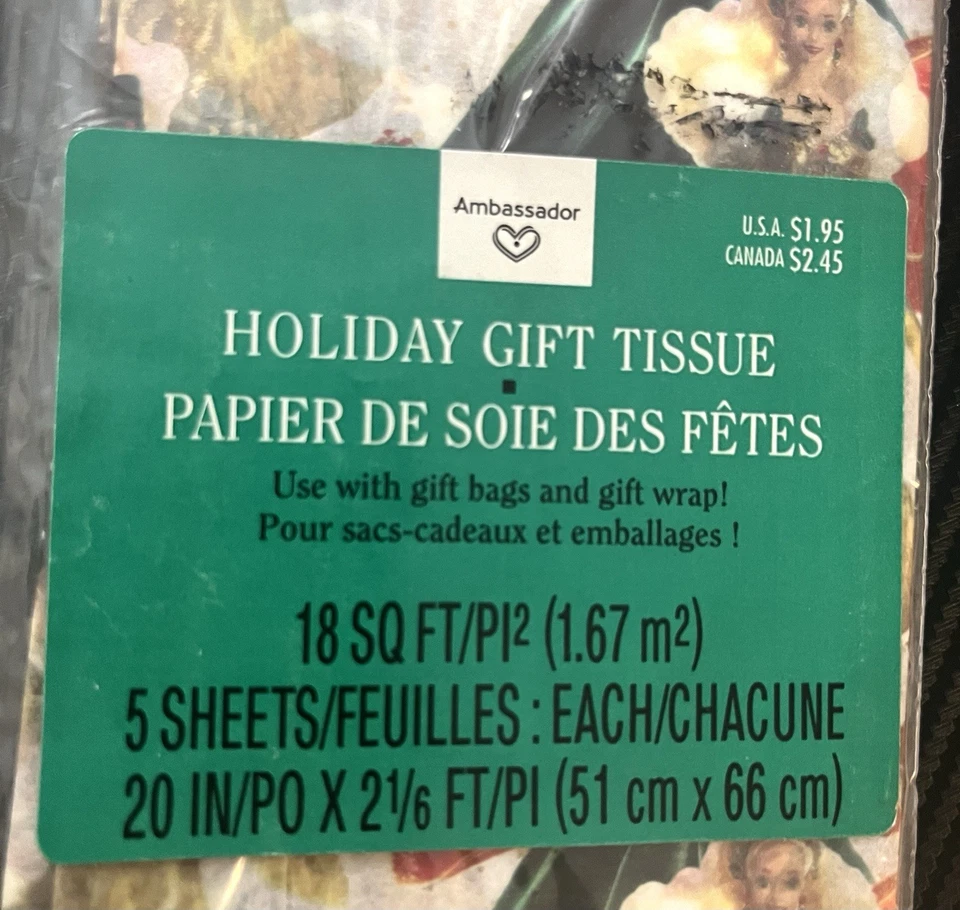 Ambassador
U.S.A. $1.95
CANADA $2.45
HOLIDAY GIFT TISSUE
PAPIER DE SOIE DES FÊTES
Use with gift bags and gift wrap!
Pour sacs-cadeaux et emballages !
18 SQ FT/PI² (1.67 m²)
5 SHEETS/FEUILLES : EACH/CHACUNE
20 IN/PO X 2 1/6 FT/PI (51 cm x 66 cm)